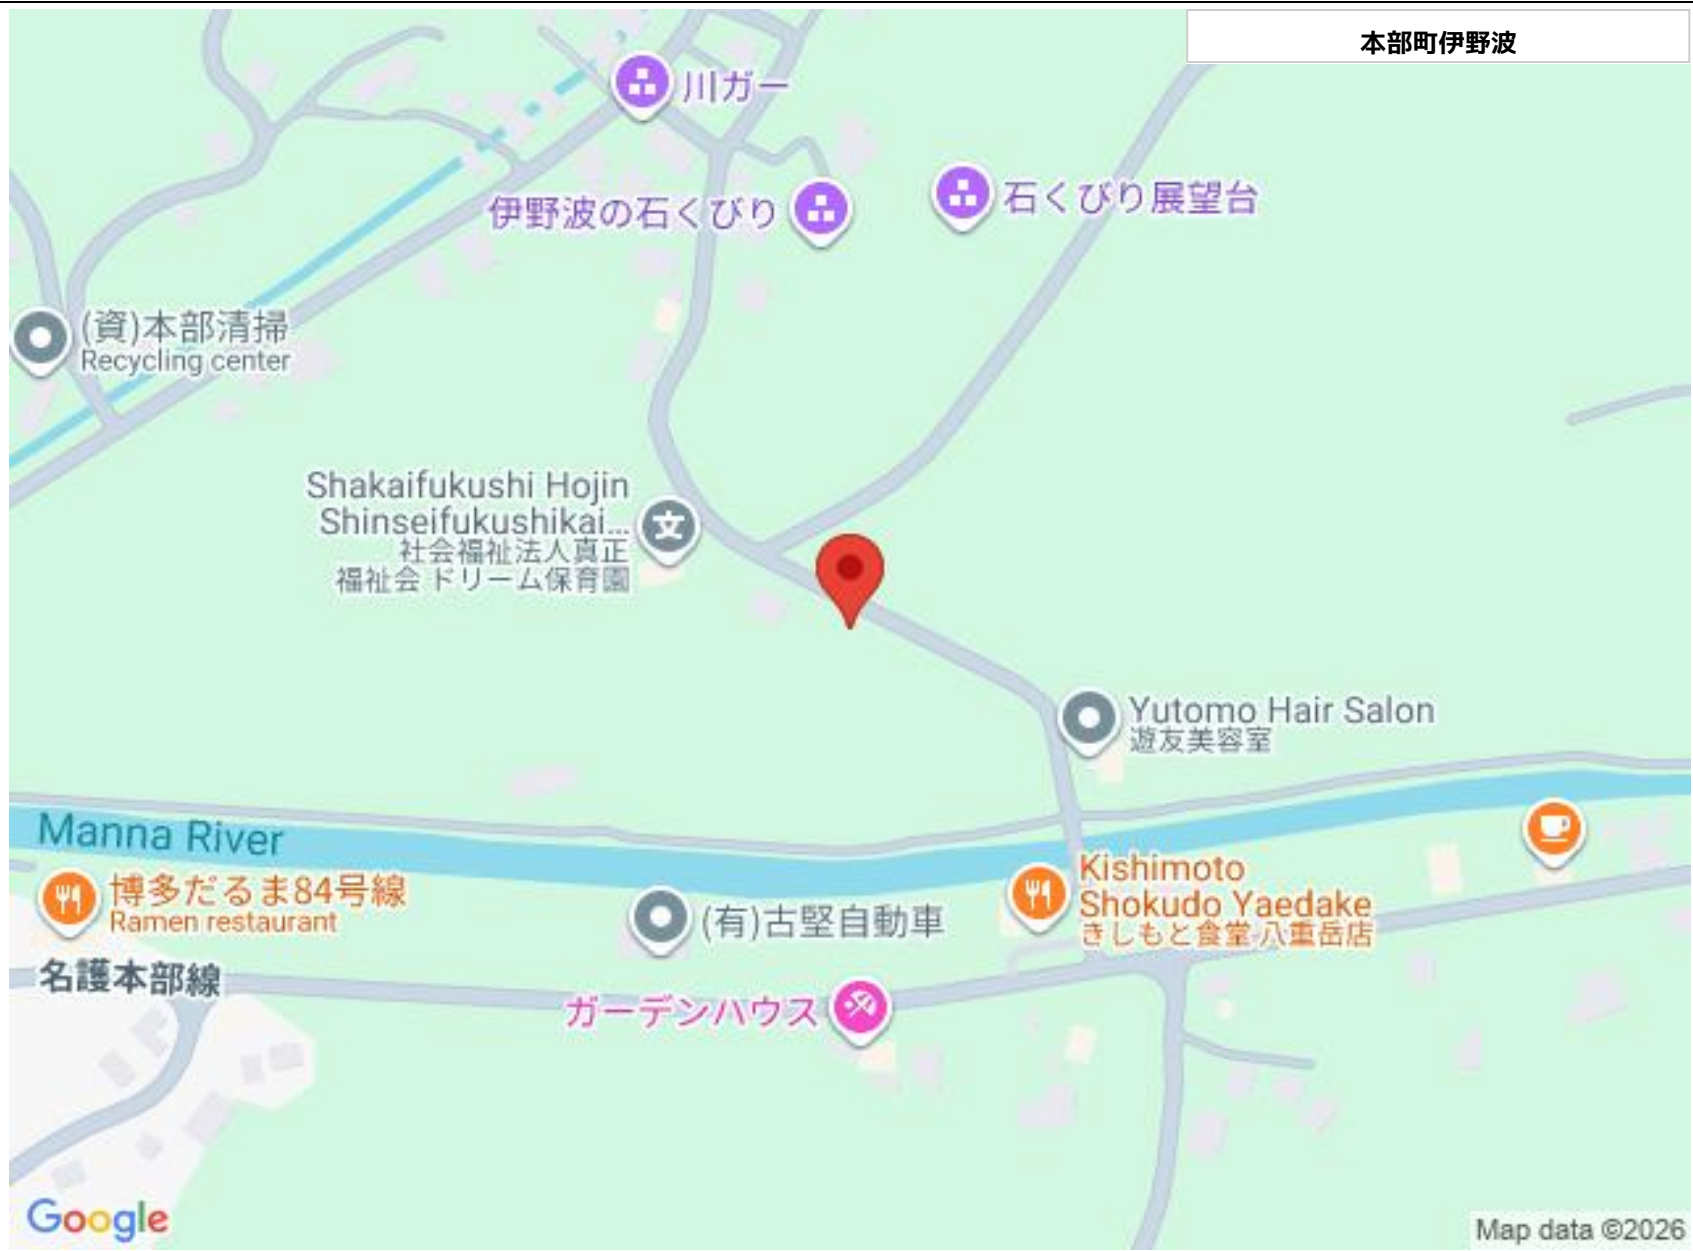 本部町伊野波
川ガー
伊野波の石くびり
石くびり展望台
(資)本部清掃
Recycling center
Shakaifukushi Hojin
Shinseifukushikai...
社会福祉法人真正
福祉会 ドリーム保育園
Yutomo Hair Salon
遊友美容室
Manna River
博多だるま84号線
Ramen restaurant
(有)古堅自動車
Kishimoto
Shokudo Yaedake
きしもと食堂 八重岳店
名護本部線
ガーデンハウス
Google
Map data ©2026